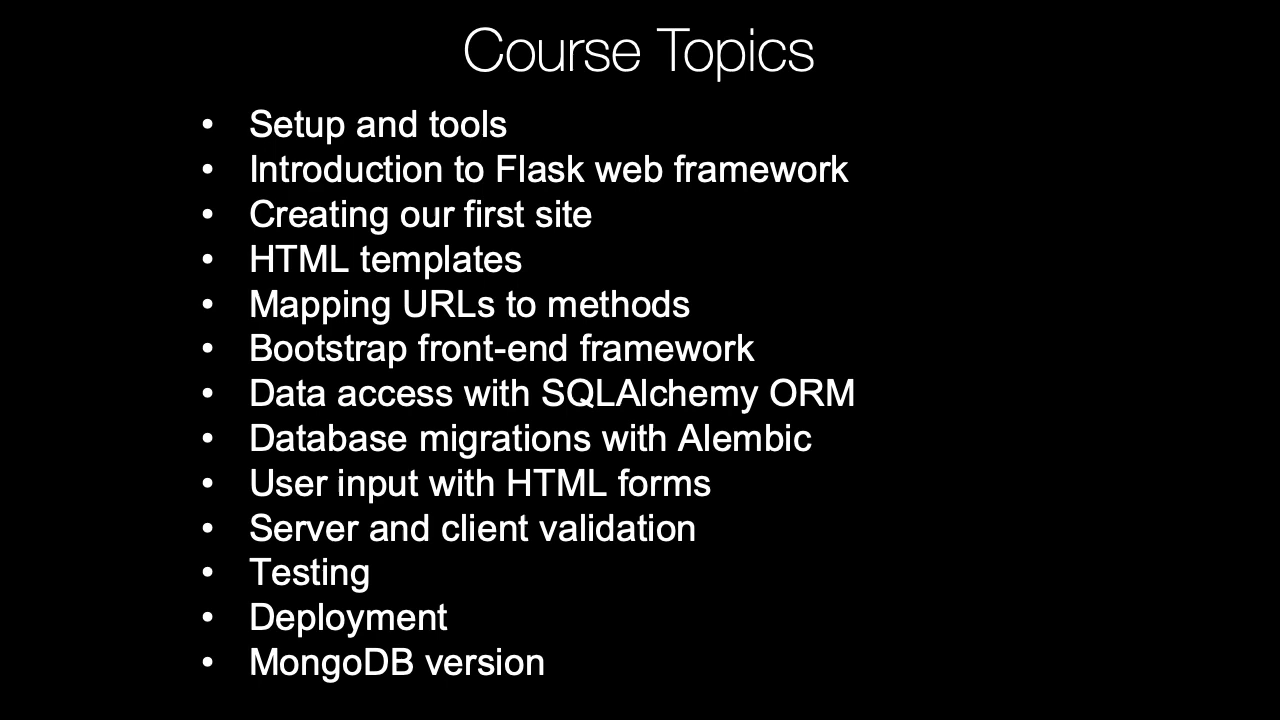 Course Topics
• Setup and tools
• Introduction to Flask web framework
• Creating our first site
• HTML templates
• Mapping URLs to methods
• Bootstrap front-end framework
• Data access with SQLAlchemy ORM
• Database migrations with Alembic
• User input with HTML forms
• Server and client validation
• Testing
• Deployment
• MongoDB version